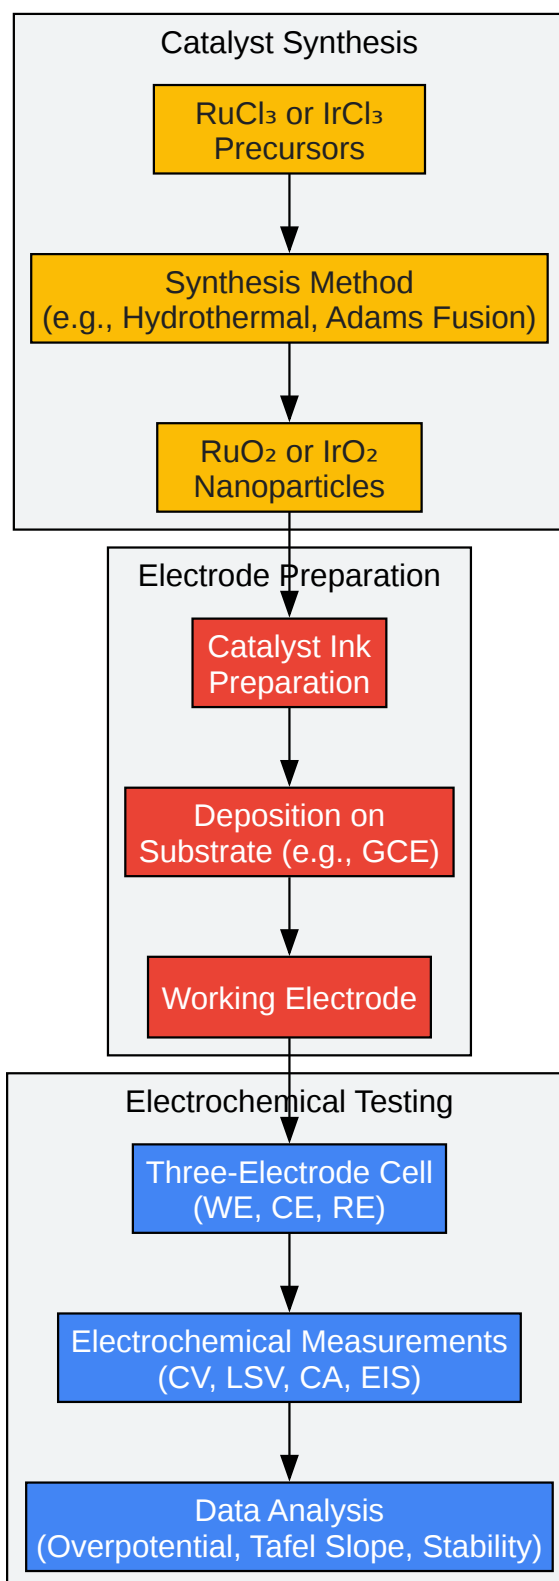 Catalyst Synthesis
RuCl₃ or IrCl₃
Precursors
Synthesis Method
(e.g., Hydrothermal, Adams Fusion)
RuO₂ or IrO₂
Nanoparticles
Electrode Preparation
Catalyst Ink
Preparation
Deposition on
Substrate (e.g., GCE)
Working Electrode
Electrochemical Testing
Three-Electrode Cell
(WE, CE, RE)
Electrochemical Measurements
(CV, LSV, CA, EIS)
Data Analysis
(Overpotential, Tafel Slope, Stability)